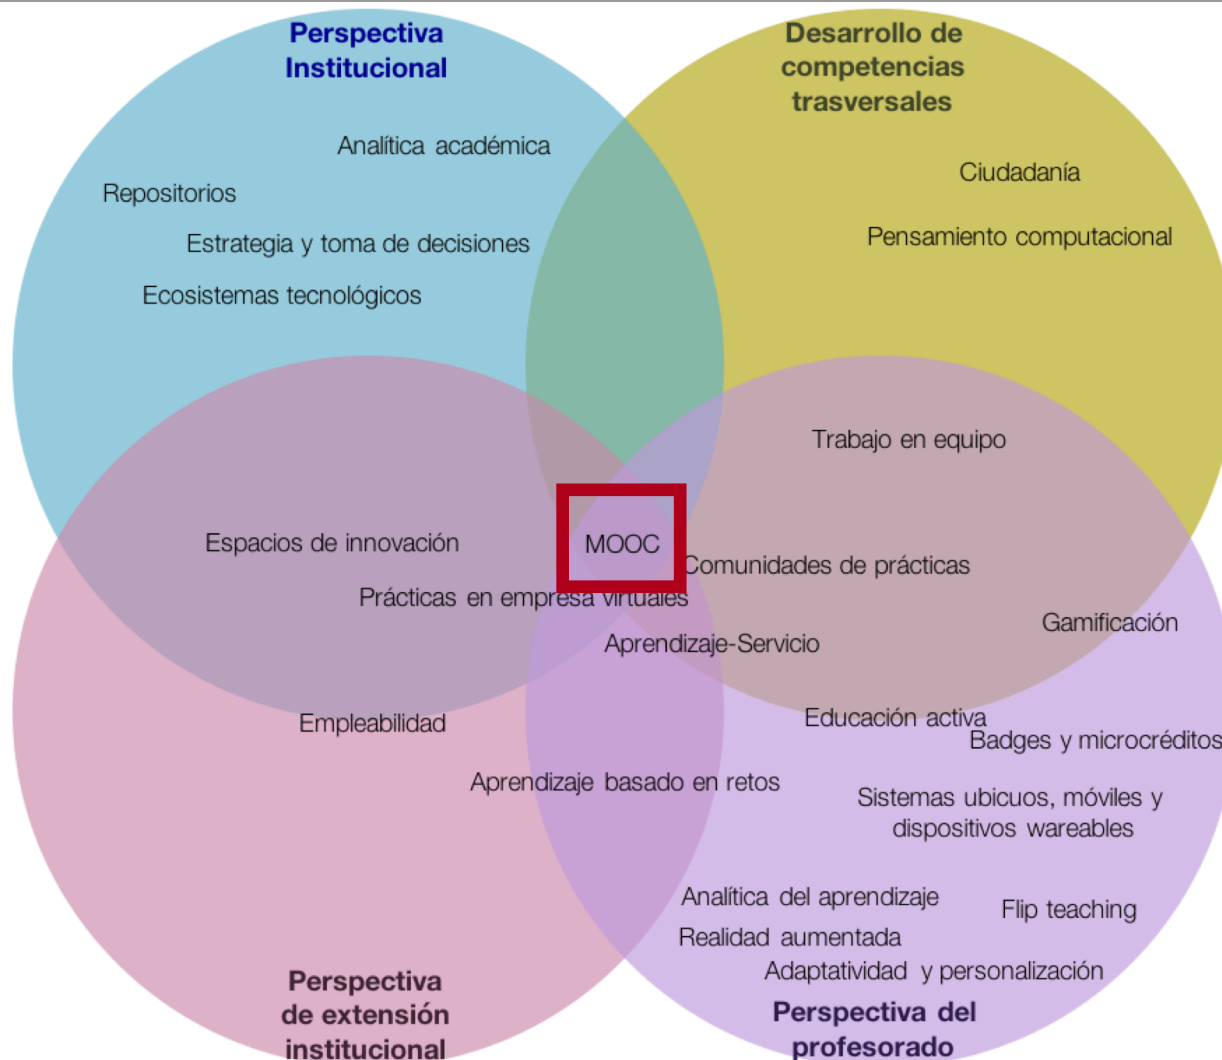 Perspectiva
Institucional
Desarrollo de
competencias
trasversales
Analítica académica
Repositorios
Estrategia y toma de decisiones
Ecosistemas tecnológicos
Ciudadanía
Pensamiento computacional
Trabajo en equipo
Espacios de innovación
MOOC
Comunidades de prácticas
Prácticas en empresa virtuales
Gamificación
Aprendizaje-Servicio
Empleabilidad
Educación activa
Badges y microcréditos
Aprendizaje basado en retos
Sistemas ubicuos, móviles y
dispositivos wareables
Analítica del aprendizaje
Flip teaching
Realidad aumentada
Adaptatividad y personalización
Perspectiva
de extensión
institucional
Perspectiva del
profesorado